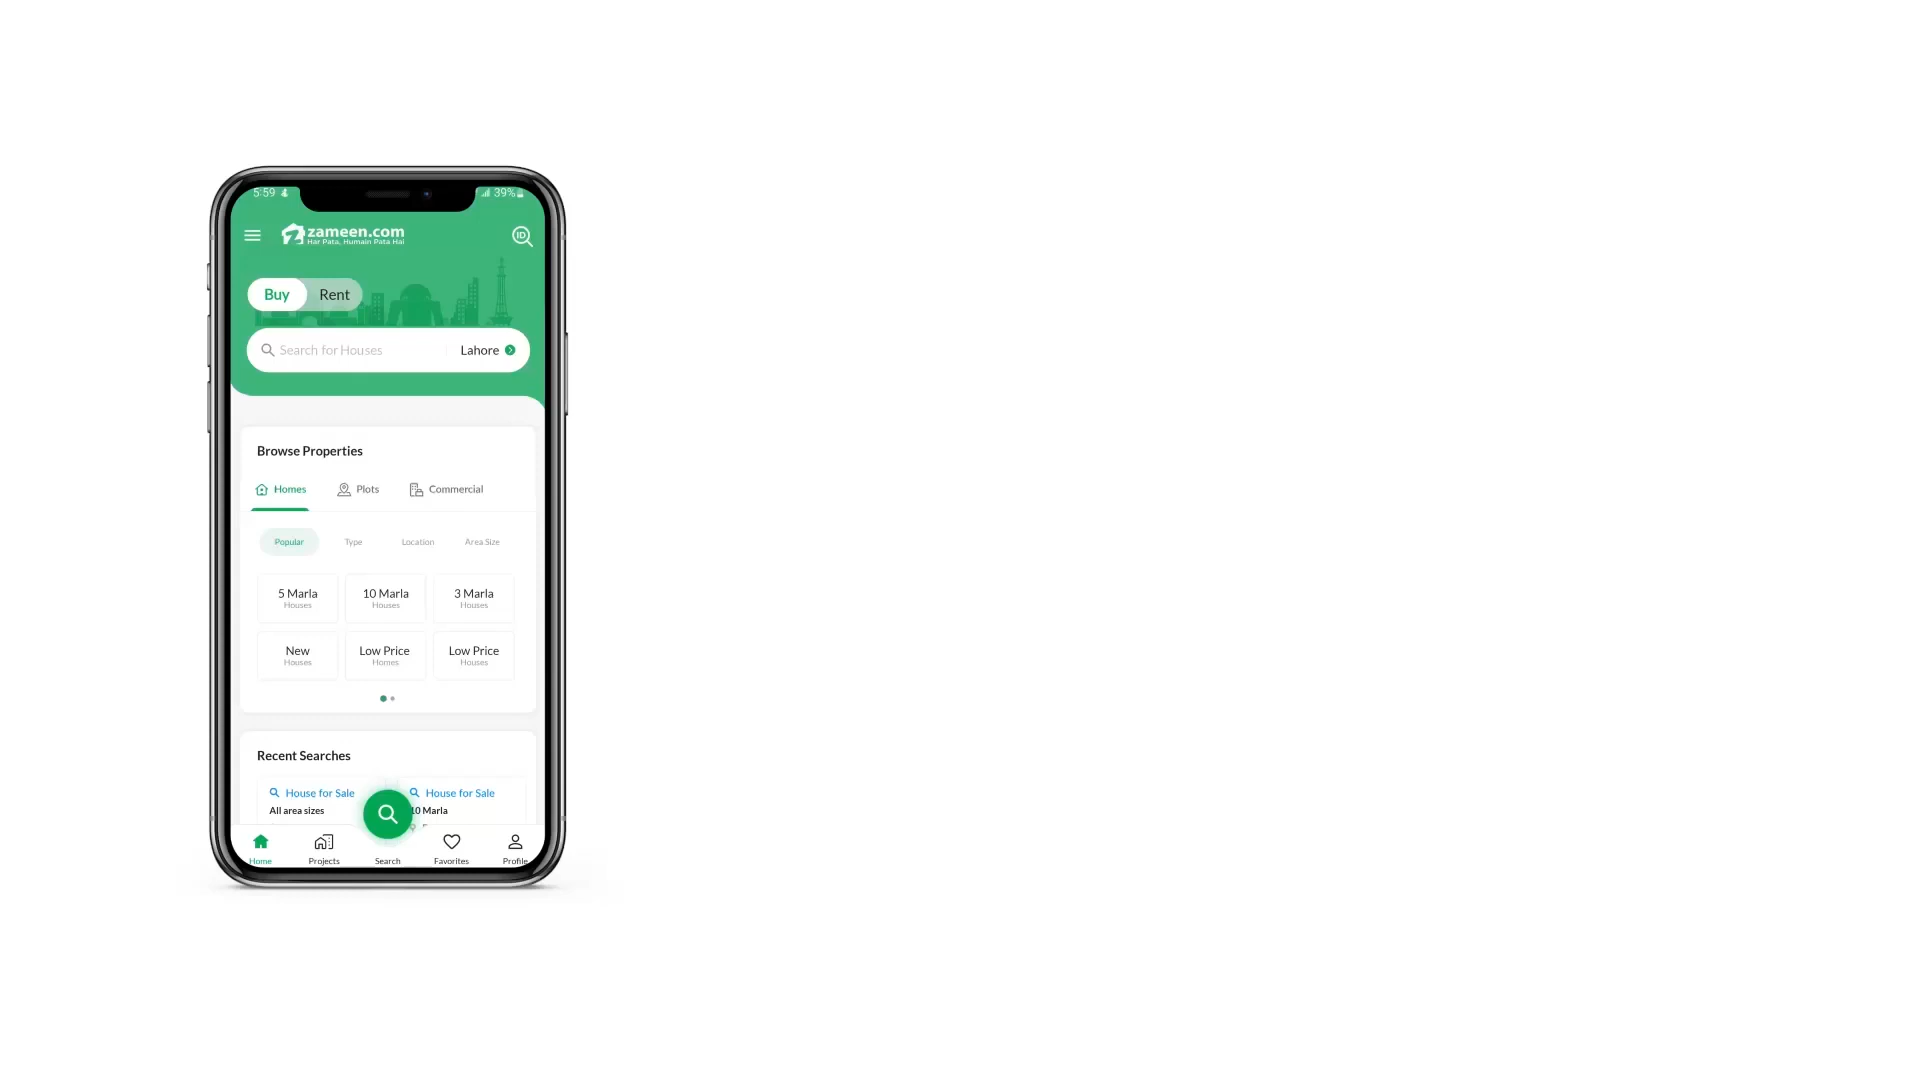 5:59
39%
zameen.com
Har Pata, Humain Pata Hai
ID
Buy
Rent
Search for Houses
Lahore
Browse Properties
Homes
Plots
Commercial
Popular
Type
Location
Area Size
5 Marla
Houses
10 Marla
Houses
3 Marla
Houses
New
Houses
Low Price
Homes
Low Price
Houses
Recent Searches
House for Sale
All area sizes
House for Sale
10 Marla
Home
Projects
Search
Favorites
Profile